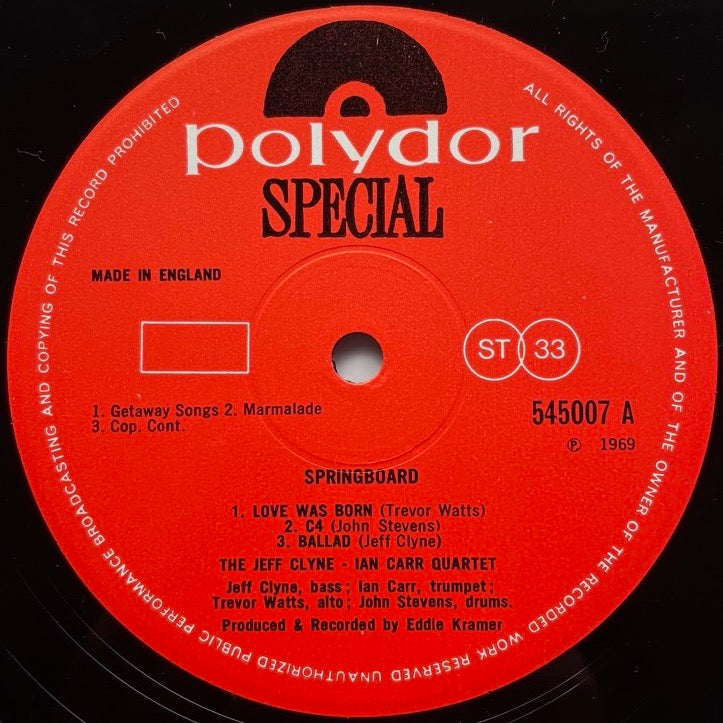 polydor
SPECIAL
MADE IN ENGLAND
ST 33
1. Getaway Songs 2. Marmalade
3. Cop. Cont.
545007 A
℗ 1969
SPRINGBOARD
1. LOVE WAS BORN (Trevor Watts)
2. C4 (John Stevens)
3. BALLAD (Jeff Clyne)
THE JEFF CLYNE - IAN CARR QUARTET
Jeff Clyne, bass; Ian Carr, trumpet;
Trevor Watts, alto; John Stevens, drums.
Produced & Recorded by Eddie Kramer
ALL RIGHTS OF THE MANUFACTURER AND OF THE OWNER OF THE RECORDED WORK RESERVED UNAUTHORIZED PUBLIC PERFORMANCE BROADCASTING AND COPYING OF THIS RECORD PROHIBITED